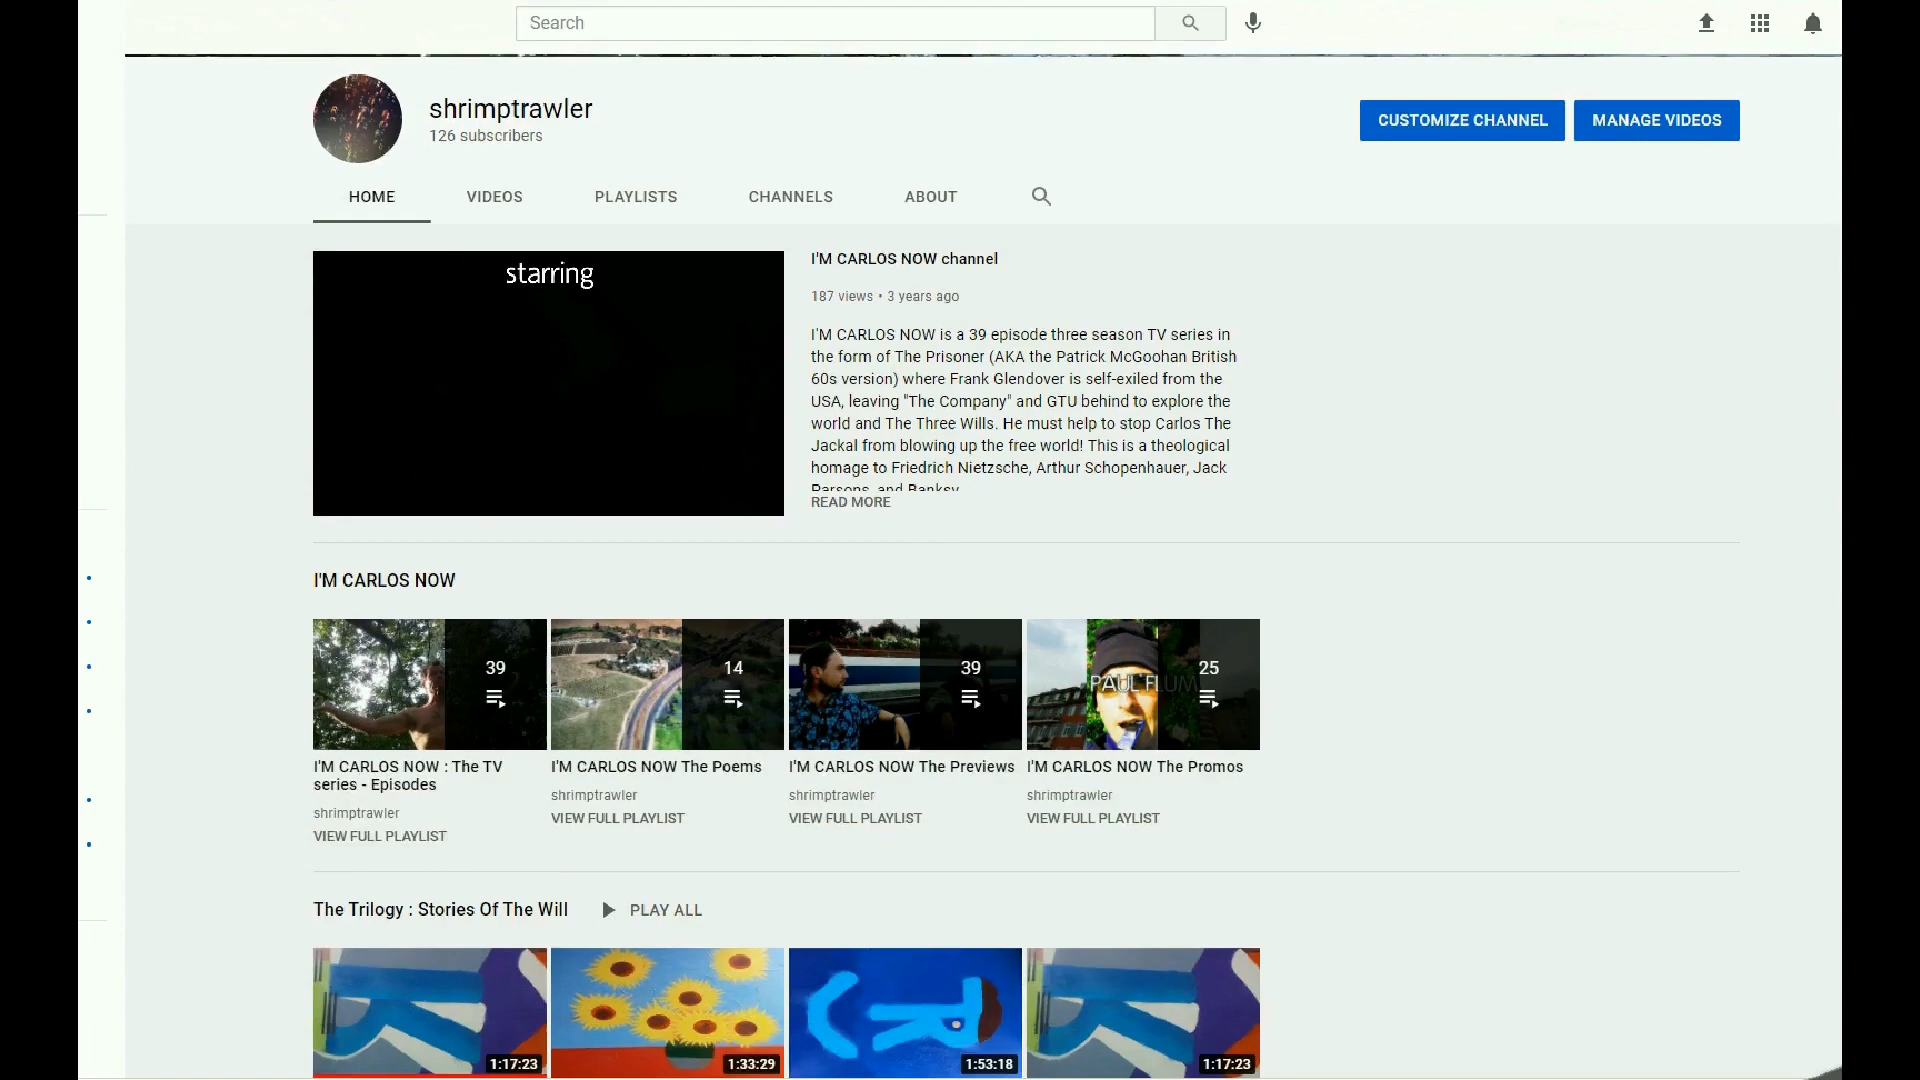 Search
shrimptrawler
126 subscribers
CUSTOMIZE CHANNEL
MANAGE VIDEOS
HOME
VIDEOS
PLAYLISTS
CHANNELS
ABOUT
starring
I'M CARLOS NOW channel
187 views • 3 years ago
I'M CARLOS NOW is a 39 episode three season TV series in
the form of The Prisoner (AKA the Patrick McGoohan British
60s version) where Frank Glendover is self-exiled from the
USA, leaving "The Company" and GTU behind to explore the
world and The Three Wills. He must help to stop Carlos The
Jackal from blowing up the free world! This is a theological
homage to Friedrich Nietzsche, Arthur Schopenhauer, Jack
Parsons, and Banksy
READ MORE
I'M CARLOS NOW
39
14
39
25
PAUL FLUM
I'M CARLOS NOW : The TV
series - Episodes
shrimptrawler
VIEW FULL PLAYLIST
I'M CARLOS NOW The Poems
shrimptrawler
VIEW FULL PLAYLIST
I'M CARLOS NOW The Previews
shrimptrawler
VIEW FULL PLAYLIST
I'M CARLOS NOW The Promos
shrimptrawler
VIEW FULL PLAYLIST
The Trilogy : Stories Of The Will
PLAY ALL
1:17:23
1:33:29
1:53:18
1:17:23